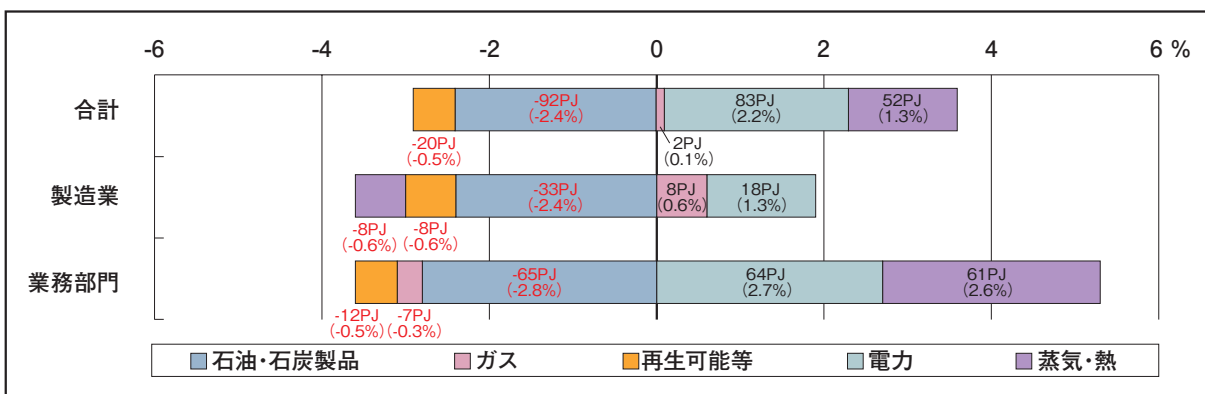 -6 -4 -2 0 2 4 6 %
合計
-92PJ
(-2.4%)
83PJ
(2.2%)
52PJ
(1.3%)
-20PJ
(-0.5%)
2PJ
(0.1%)
製造業
-33PJ
(-2.4%)
8PJ
(0.6%)
18PJ
(1.3%)
-8PJ
(-0.6%)
-8PJ
(-0.6%)
業務部門
-65PJ
(-2.8%)
64PJ
(2.7%)
61PJ
(2.6%)
-12PJ
(-0.5%)
-7PJ
(-0.3%)
石油・石炭製品 ガス 再生可能等 電力 蒸気・熱